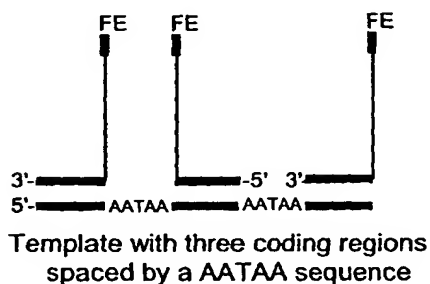 FE FE FE
3'- -5' 3'-
5'- AATAA AATAA
Template with three coding regions
spaced by a AATAA sequence